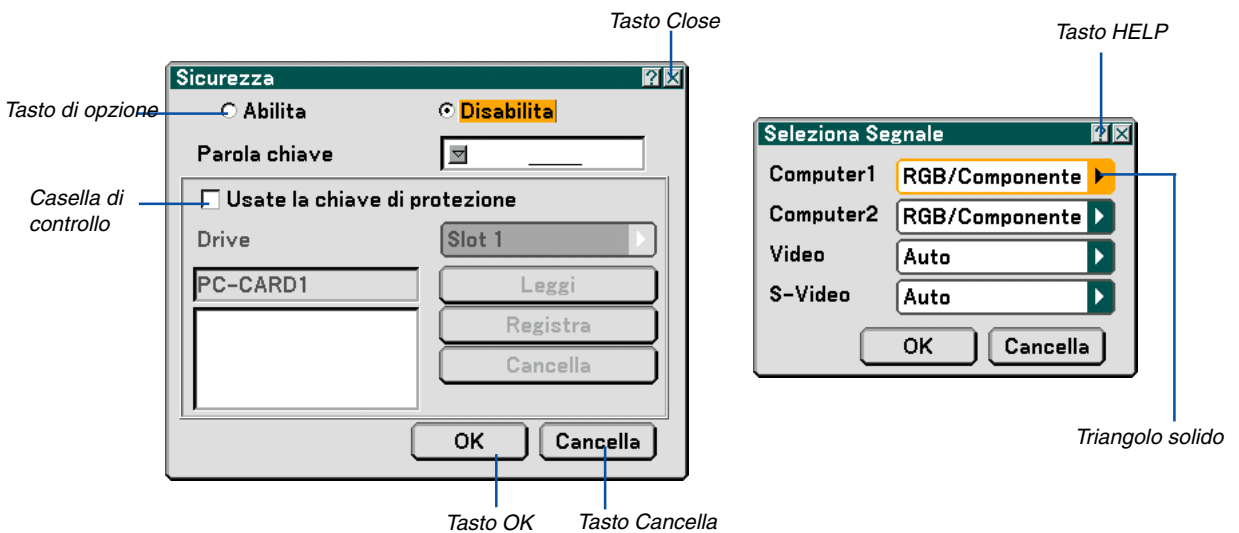 Tasto Close
Tasto HELP
Sicurezza
Tasto di opzione
Abilita
Disabilita
Parola chiave
Casella di
controllo
Usate la chiave di protezione
Drive
Slot 1
PC-CARD1
Leggi
Registra
Cancella
OK
Cancella
Tasto OK
Tasto Cancella
Seleziona Segnale
Computer1
RGB/Componente
Computer2
RGB/Componente
Video
Auto
S-Video
Auto
OK
Cancella
Triangolo solido